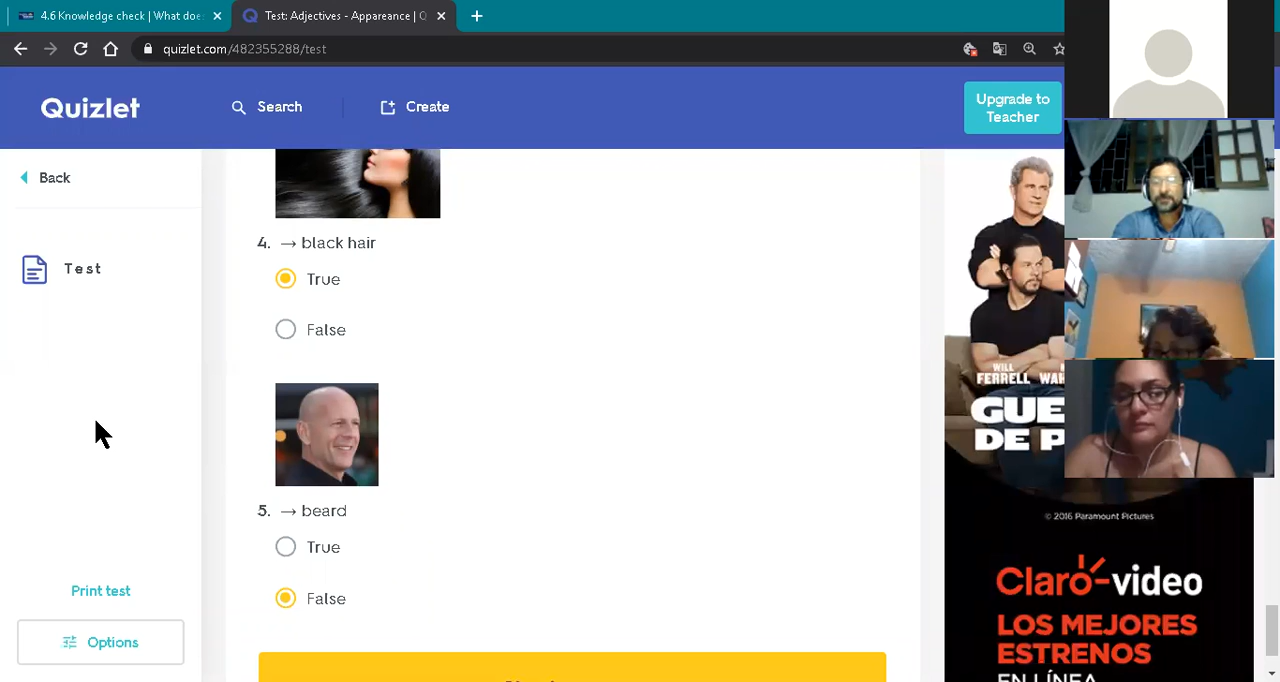 4.6 Knowledge check | What doe
Test: Adjectives - Appareance | Q
quizlet.com/482355288/test
Quizlet
Search
Create
Upgrade to
Teacher
Back
Test
4. → black hair
True
False
5. → beard
True
False
Print test
Options
WILL
FERRELL
GUE
DE P
© 2016 Paramount Pictures
Claro-video
LOS MEJORES
ESTRENOS
EN LÍNEA